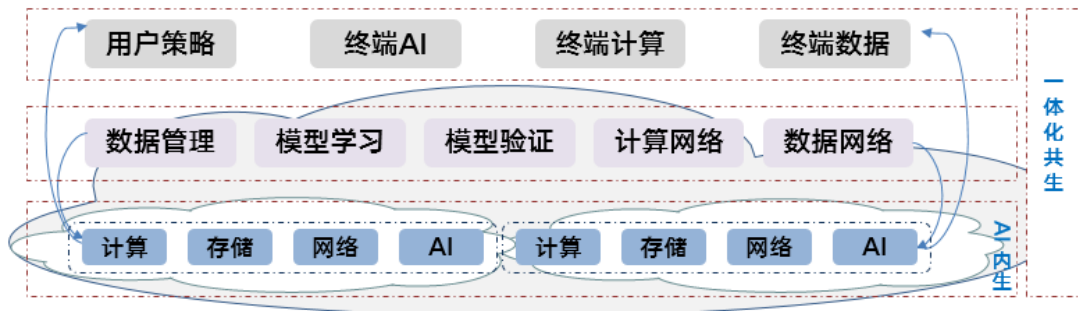 用户策略
终端AI
终端计算
终端数据
数据管理
模型学习
模型验证
计算网络
数据网络
计算
存储
网络
AI
计算
存储
网络
AI
AI内生
一体化共生